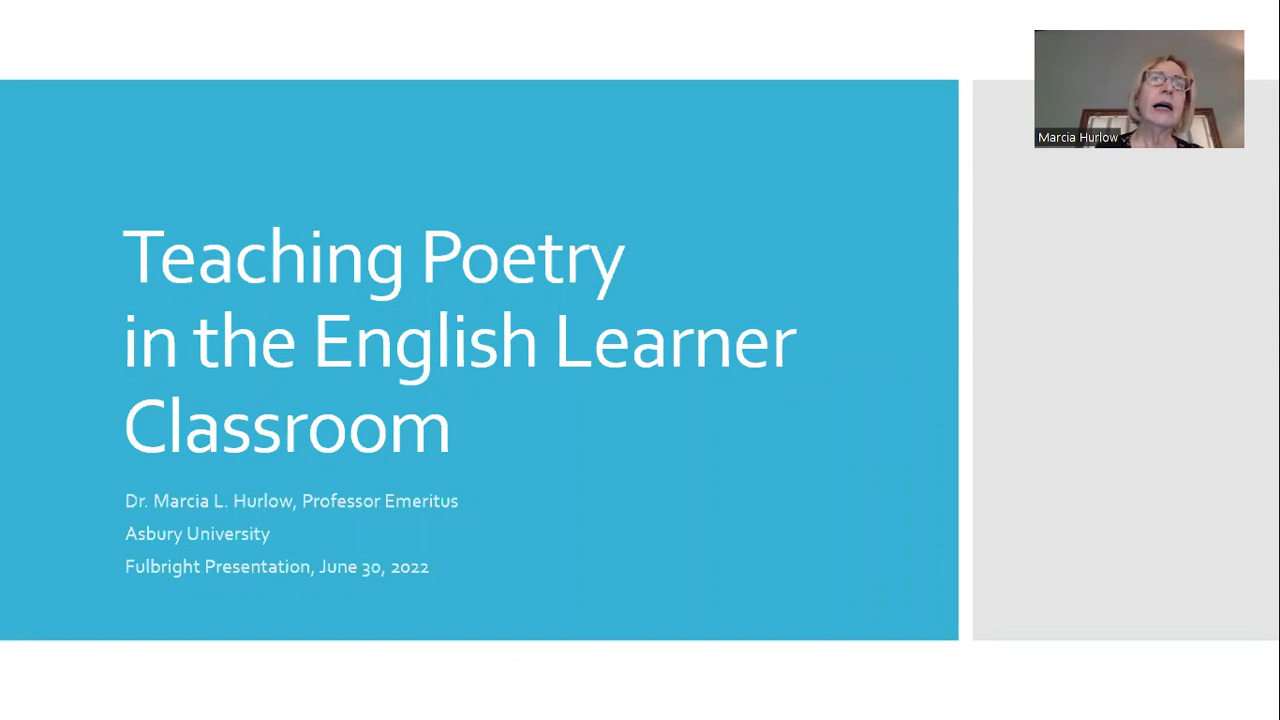 Marcia Hurlow
Teaching Poetry
in the English Learner
Classroom
Dr. Marcia L. Hurlow, Professor Emeritus
Asbury University
Fulbright Presentation, June 30, 2022